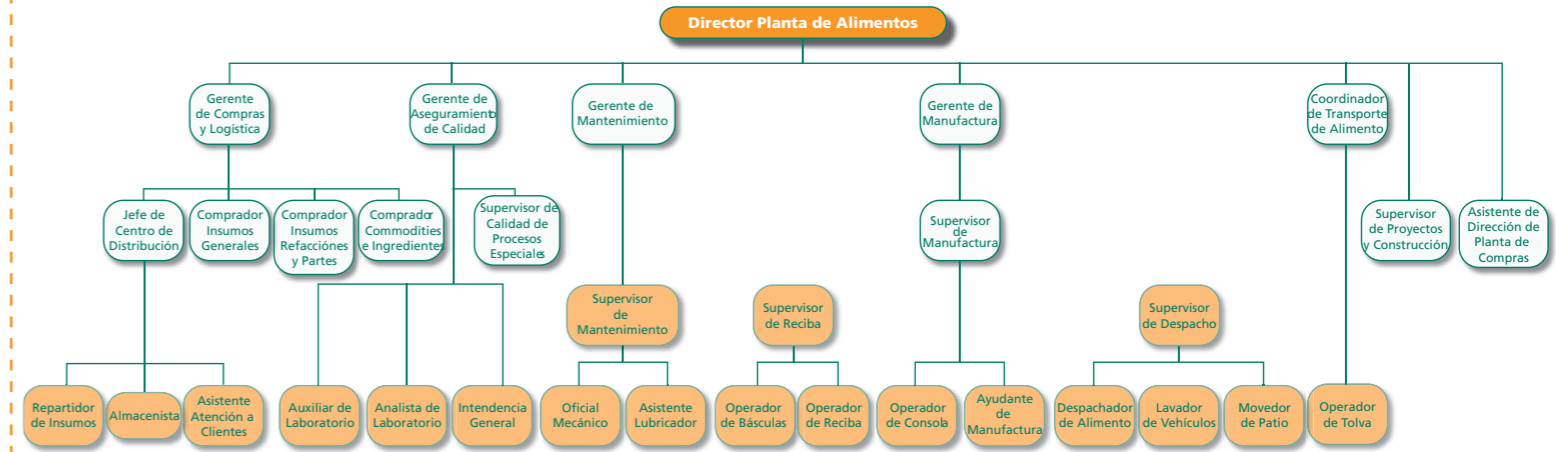 Director Planta de Alimentos
Gerente
de Compras
y Logística
Gerente de
Aseguramiento
de Calidad
Gerente de
Mantenimiento
Gerente de
Manufactura
Coordinador
de Transporte
de Alimento
Jefe de
Centro de
Distribución
Comprador
Insumos
Generales
Comprador
Insumos
Refacciónes
y Partes
Comprador
Commodities
e Ingredientes
Supervisor de
Calidad de
Procesos
Especiales
Supervisor
de
Manufactura
Supervisor
de Proyectos
y Construcción
Asistente de
Dirección de
Planta de
Compras
Supervisor
de
Mantenimiento
Supervisor
de Reciba
Supervisor
de Despacho
Repartidor
de Insumos
Almacenista
Asistente
Atención a
Clientes
Auxiliar de
Laboratorio
Analista de
Laboratorio
Intendencia
General
Oficial
Mecánico
Asistente
Lubricador
Operador
de Básculas
Operador
de Reciba
Operador
de Consola
Ayudante
de
Manufactura
Despachador
de Alimento
Lavador
de Vehículos
Movedor
de Patio
Operador
de Tolva